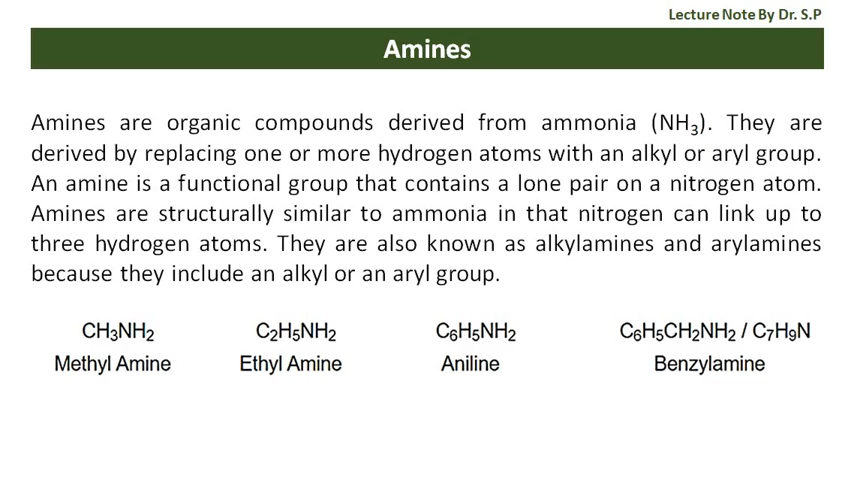 Lecture Note By Dr. S.P
Amines
Amines are organic compounds derived from ammonia (NH₃). They are
derived by replacing one or more hydrogen atoms with an alkyl or aryl group.
An amine is a functional group that contains a lone pair on a nitrogen atom.
Amines are structurally similar to ammonia in that nitrogen can link up to
three hydrogen atoms. They are also known as alkylamines and arylamines
because they include an alkyl or an aryl group.
CH₃NH₂ C₂H₅NH₂ C₆H₅NH₂ C₆H₅CH₂NH₂ / C₇H₉N
Methyl Amine Ethyl Amine Aniline Benzylamine